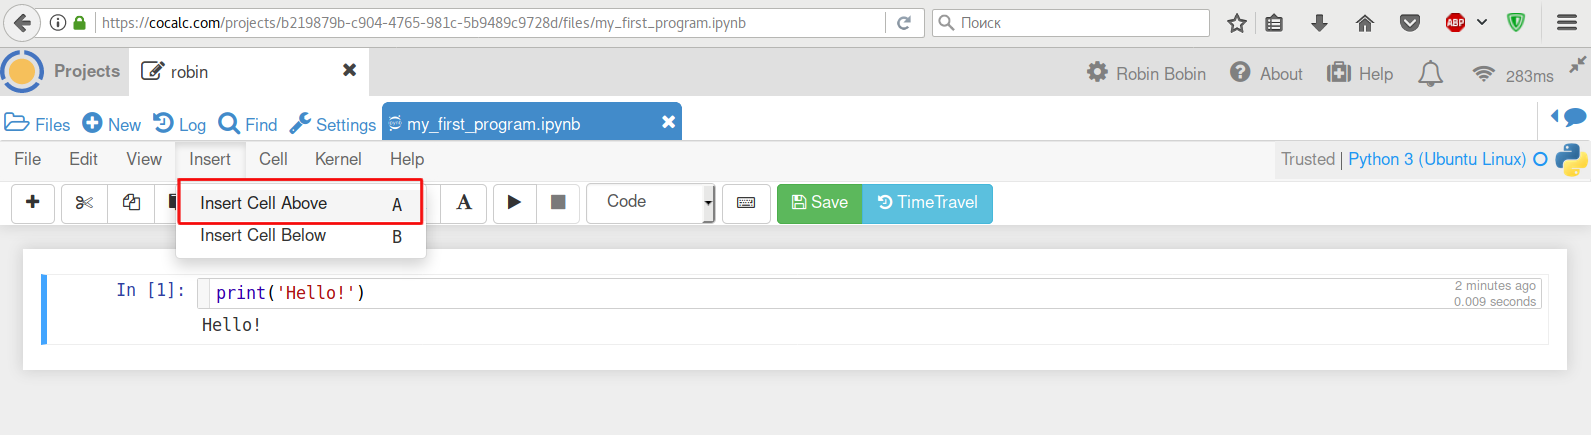 https://cocalc.com/projects/b219879b-c904-4765-981c-5b9489c9728d/files/my_first_program.ipynb
Поиск
ABP
Projects
robin
Robin Bobin
About
Help
283ms
Files
New
Log
Find
Settings
my_first_program.ipynb
File Edit View Insert Cell Kernel Help
Trusted | Python 3 (Ubuntu Linux)
A
Code
Save
TimeTravel
Insert Cell Above A
Insert Cell Below B
In [1]: print('Hello!')
2 minutes ago
0.009 seconds
Hello!